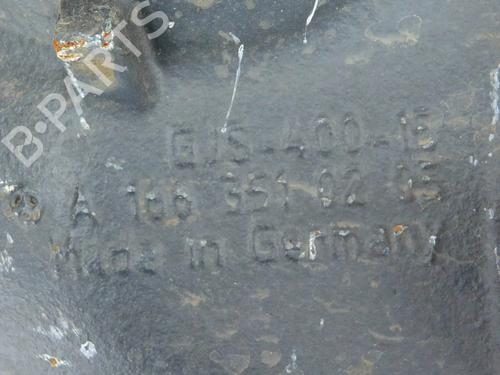 B-PARTS
GJS-400-15
A 166 351 02 05
Made in Germany